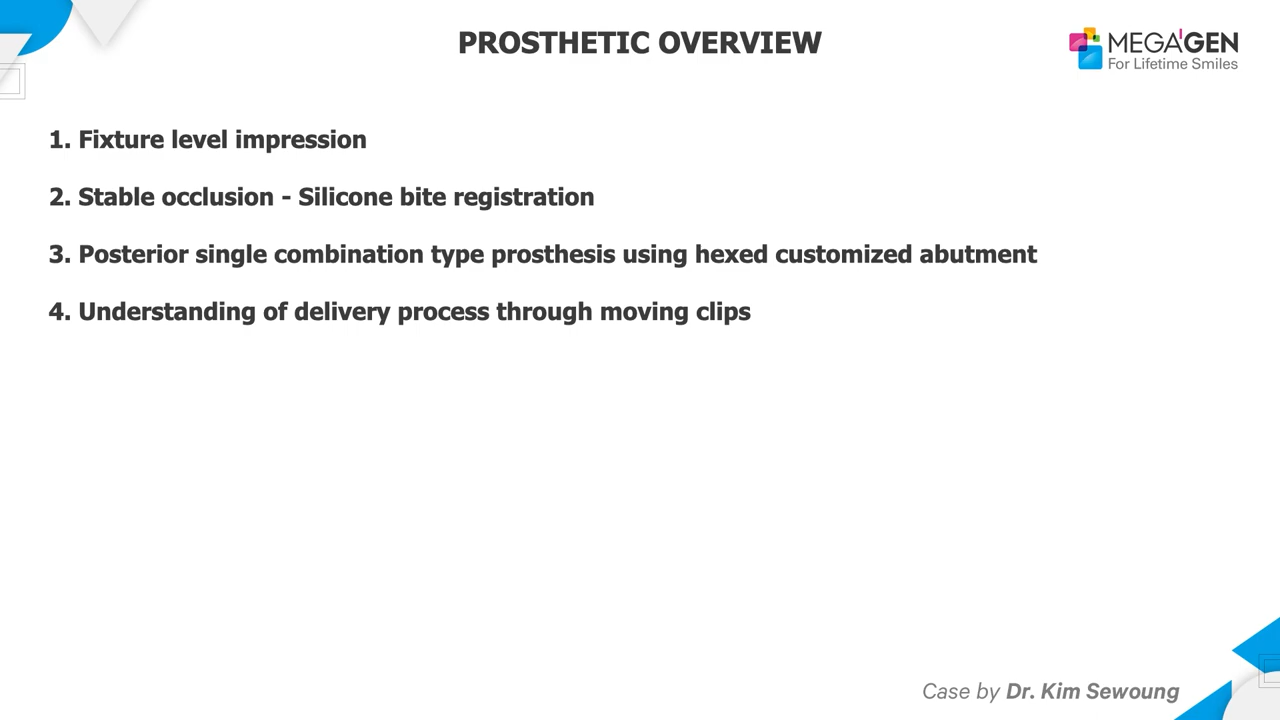 PROSTHETIC OVERVIEW
MEGA'GEN
For Lifetime Smiles
1. Fixture level impression
2. Stable occlusion - Silicone bite registration
3. Posterior single combination type prosthesis using hexed customized abutment
4. Understanding of delivery process through moving clips
Case by Dr. Kim Sewoung